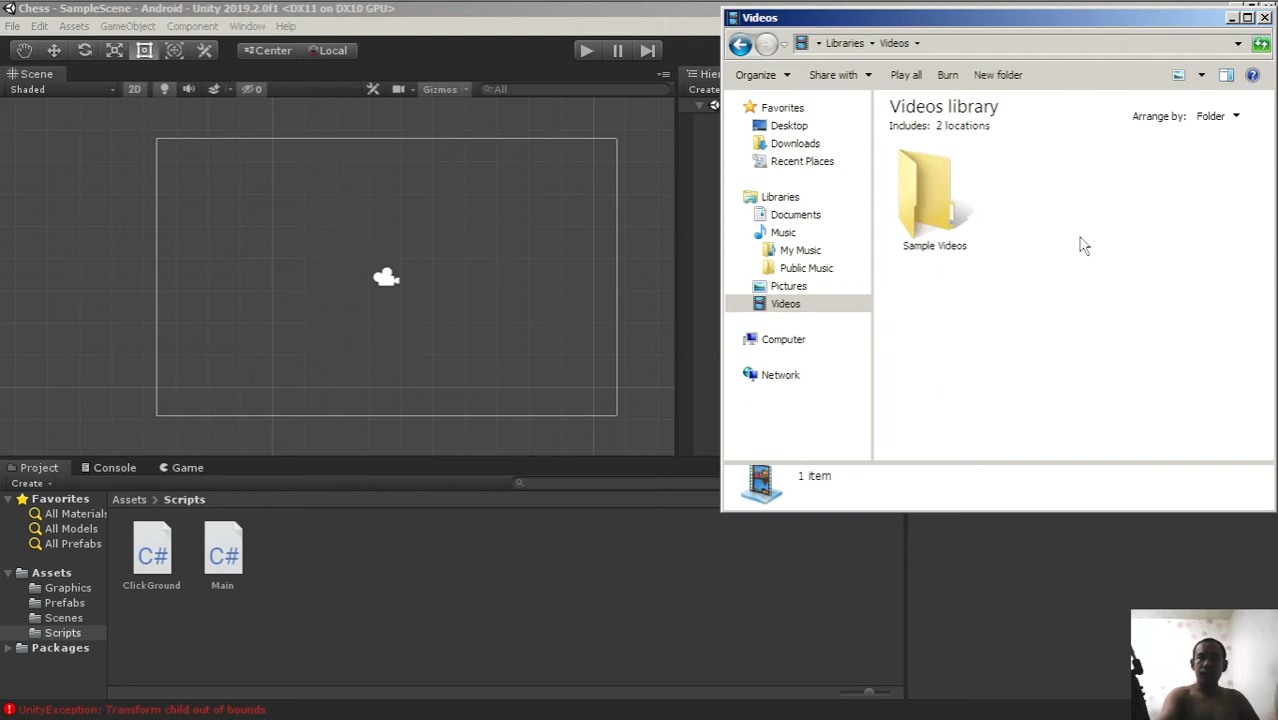 Chess - SampleScene - Android - Unity 2019.2.0f1 <DX11 on DX10 GPU>
File Edit Assets GameObject Component Window Help
Center Local
Scene
Shaded 2D 0 Gizmos All
Hier
Create
Videos
Libraries Videos
Organize Share with Play all Burn New folder
Favorites
Desktop
Downloads
Recent Places
Libraries
Documents
Music
My Music
Public Music
Pictures
Videos
Computer
Network
Videos library
Includes: 2 locations
Arrange by: Folder
Sample Videos
1 item
Project Console Game
Create
Favorites
All Materials
All Models
All Prefabs
Assets
Graphics
Prefabs
Scenes
Scripts
Packages
Assets > Scripts
C# C#
ClickGround Main
UnityException: Transform child out of bounds